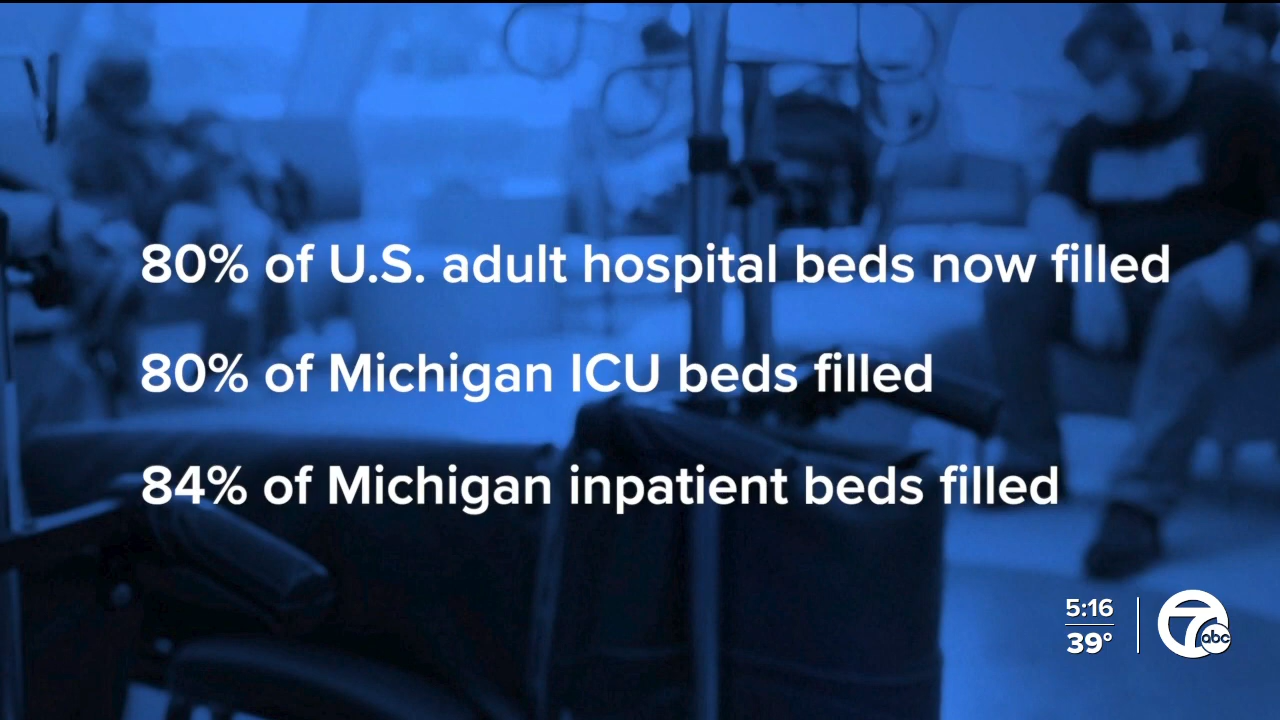 80% of U.S. adult hospital beds now filled
80% of Michigan ICU beds filled
84% of Michigan inpatient beds filled
5:16
39°
7
abc